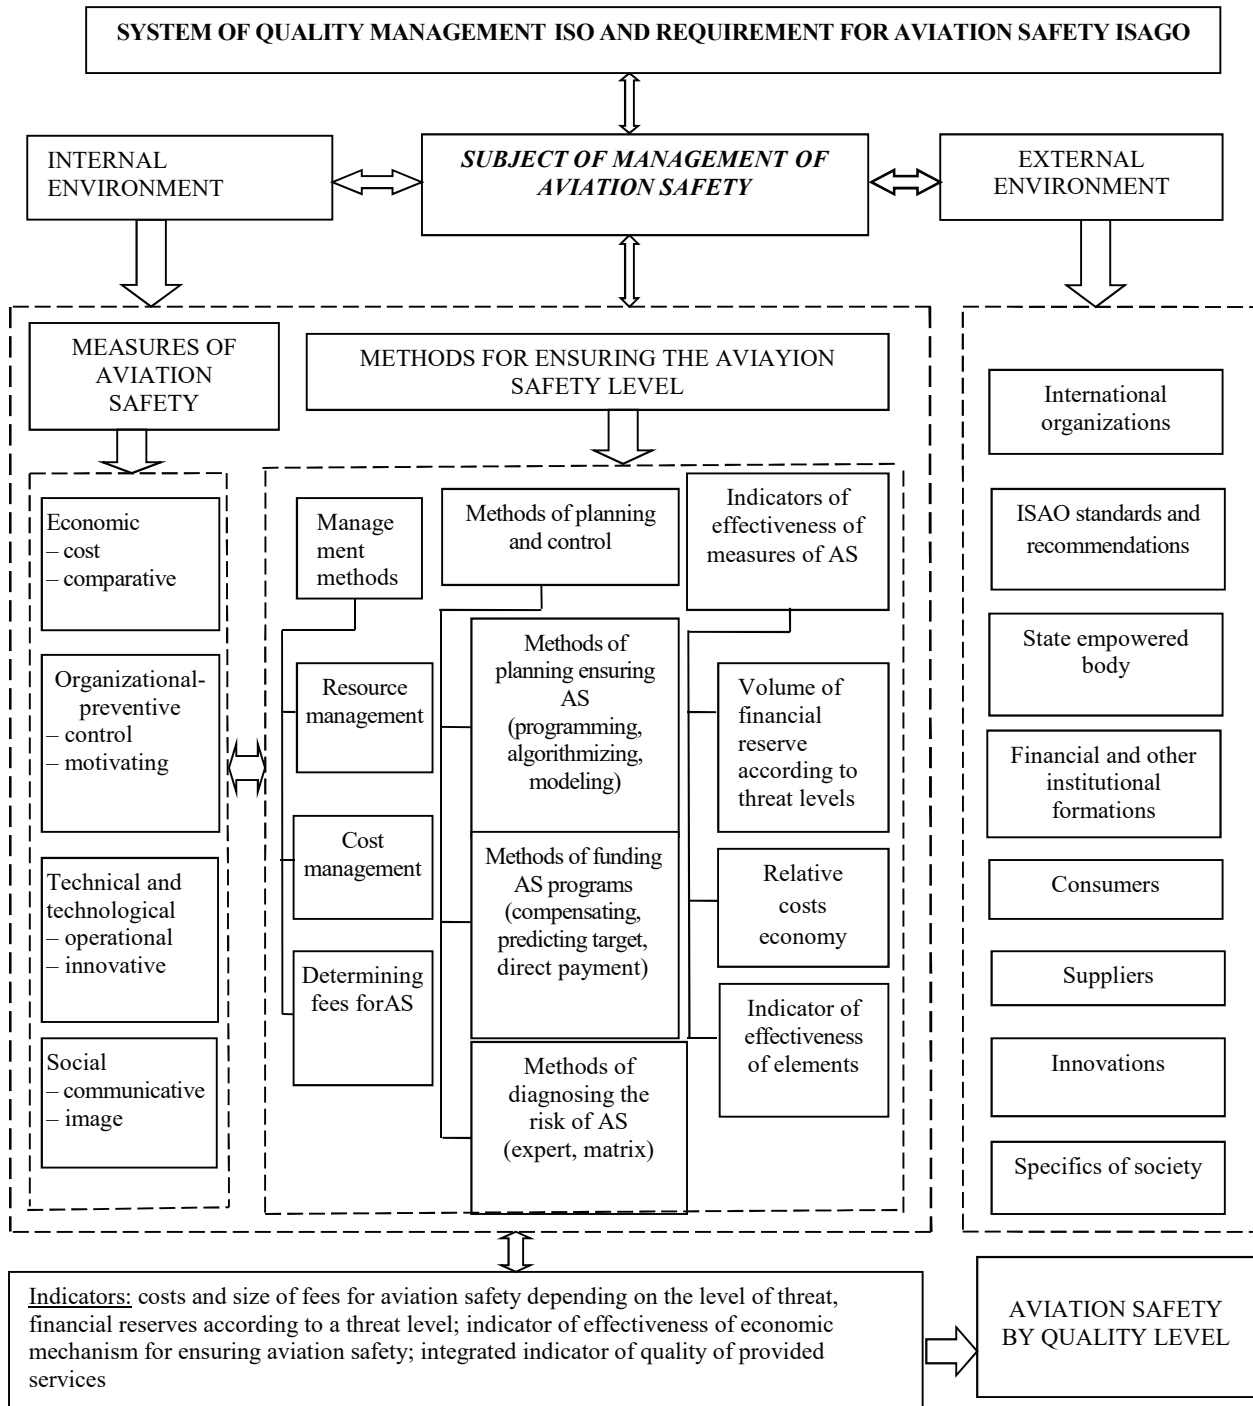 SYSTEM OF QUALITY MANAGEMENT ISO AND REQUIREMENT FOR AVIATION SAFETY ISAGO
INTERNAL
ENVIRONMENT
SUBJECT OF MANAGEMENT OF
AVIATION SAFETY
EXTERNAL
ENVIRONMENT
MEASURES OF
AVIATION
SAFETY
METHODS FOR ENSURING THE AVIAYION
SAFETY LEVEL
Economic
– cost
– comparative
Organizational-
preventive
– control
– motivating
Technical and
technological
– operational
– innovative
Social
– communicative
– image
Manage
ment
methods
Resource
management
Cost
management
Determining
fees forAS
Methods of planning
and control
Methods of
planning ensuring
AS
(programming,
algorithmizing,
modeling)
Methods of funding
AS programs
(compensating,
predicting target,
direct payment)
Methods of
diagnosing the
risk of AS
(expert, matrix)
Indicators of
effectiveness of
measures of AS
Volume of
financial
reserve
according to
threat levels
Relative
costs
economy
Indicator of
effectiveness
of elements
International
organizations
ISAO standards and
recommendations
State empowered
body
Financial and other
institutional
formations
Consumers
Suppliers
Innovations
Specifics of society
Indicators: costs and size of fees for aviation safety depending on the level of threat,
financial reserves according to a threat level; indicator of effectiveness of economic
mechanism for ensuring aviation safety; integrated indicator of quality of provided
services
AVIATION SAFETY
BY QUALITY LEVEL